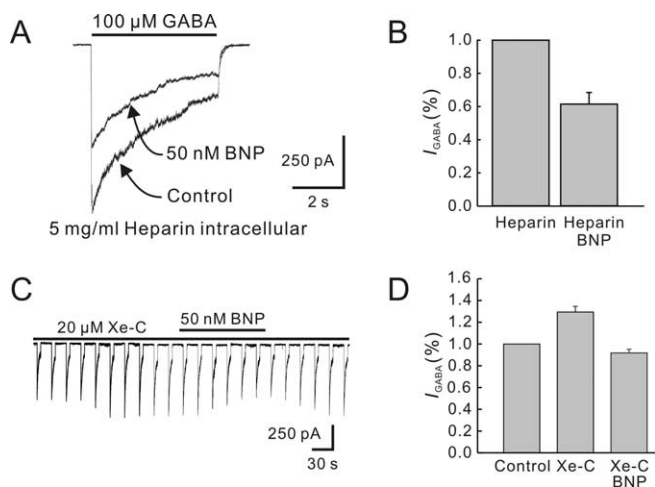 A
100 µM GABA
50 nM BNP
Control
250 pA
2 s
5 mg/ml Heparin intracellular
B
I GABA (%)
1.0
0.8
0.6
0.4
0.2
0.0
Heparin
Heparin
BNP
C
20 µM Xe-C
50 nM BNP
250 pA
30 s
D
I GABA (%)
1.6
1.4
1.2
1.0
0.8
0.6
0.4
0.2
0.0
Control
Xe-C
Xe-C
BNP